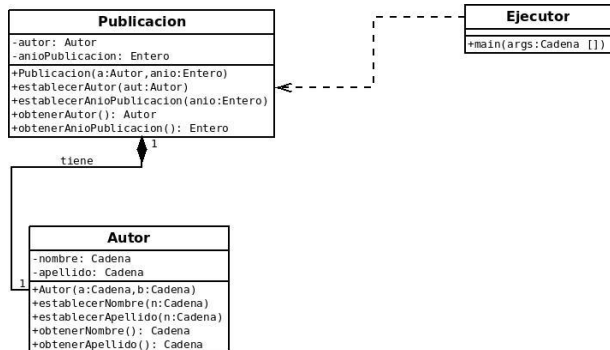 Publicacion
-autor: Autor
-anioPublicacion: Entero
+Publicacion(a:Autor,anio:Entero)
+establecerAutor(aut:Autor)
+establecerAnioPublicacion(anio:Entero)
+obtenerAutor(): Autor
+obtenerAnioPublicacion(): Entero
Ejecutor
+main(args:Cadena [])
1
tiene
Autor
-nombre: Cadena
-apellido: Cadena
1
+Autor(a:Cadena,b:Cadena)
+establecerNombre(n:Cadena)
+establecerApellido(n:Cadena)
+obtenerNombre(): Cadena
+obtenerApellido(): Cadena